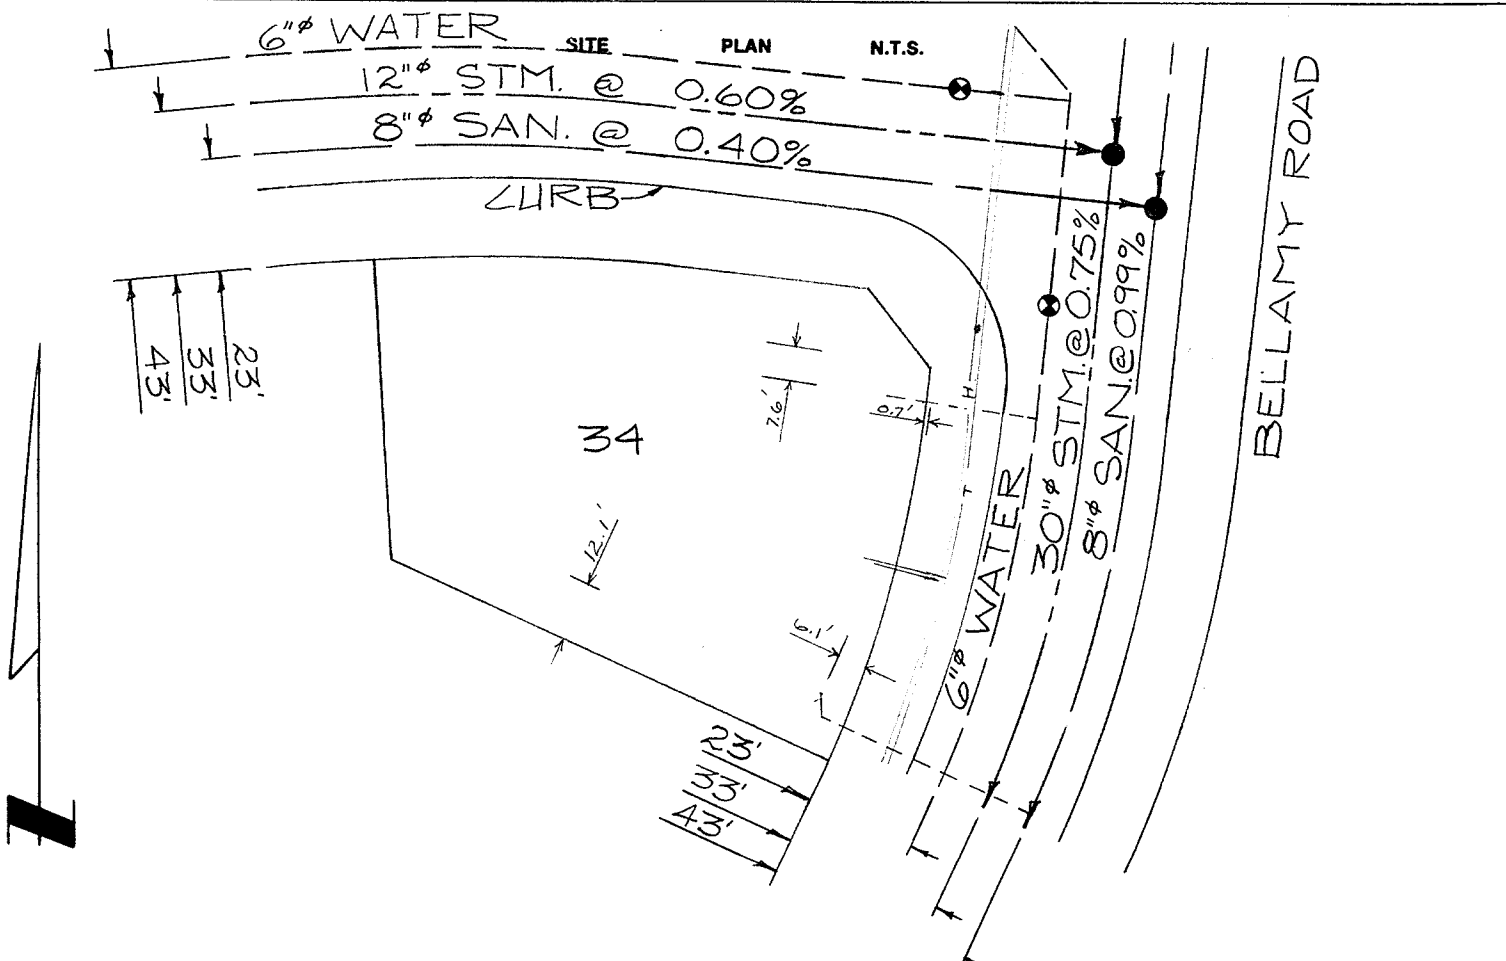 6"ø WATER
SITE PLAN N.T.S.
12"ø STM. @ 0.60%
8"ø SAN. @ 0.40%
CURB
BELLAMY ROAD
30"ø STM.@0.75%
8"ø SAN.@0.99%
6"ø WATER
43'
33'
23'
7.6'
0.7'
H
T
34
12.1'
6.1'
23'
33'
43'